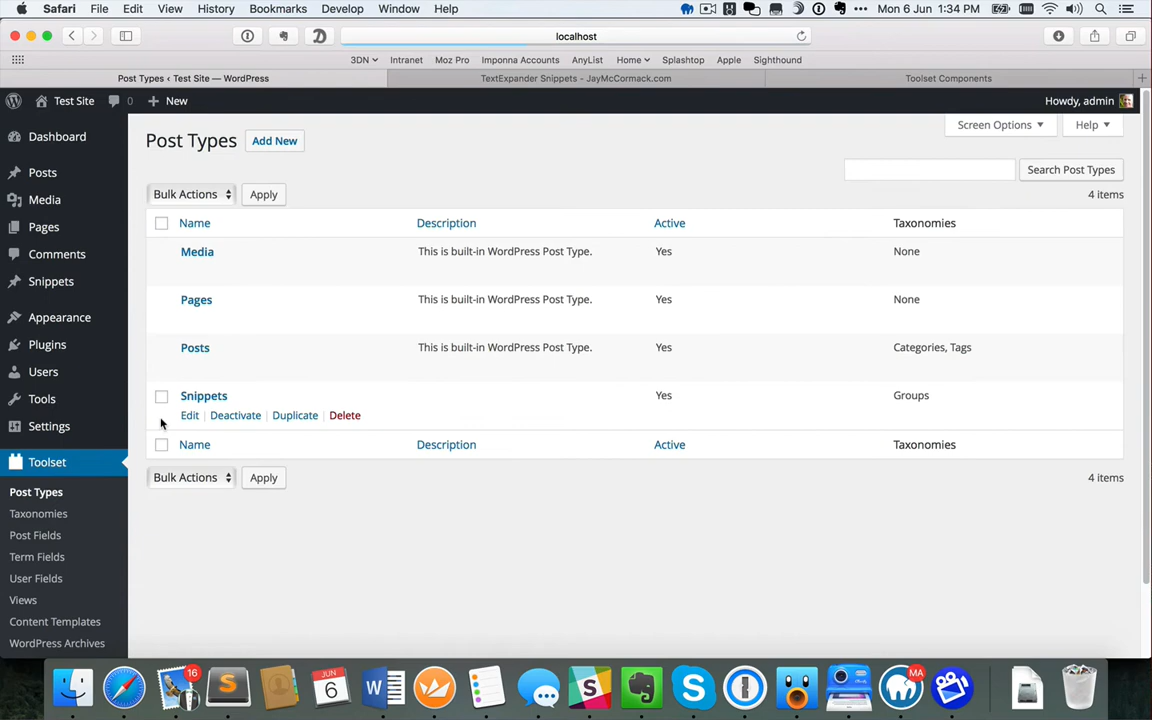 Safari File Edit View History Bookmarks Develop Window Help Mon 6 Jun 1:34 PM
localhost
3DN Intranet Moz Pro Imponna Accounts AnyList Home Splashtop Apple Sighthound
Post Types ‹ Test Site — WordPress TextExpander Snippets - JayMcCormack.com Toolset Components
Test Site 0 + New Howdy, admin
Screen Options Help
Post Types Add New
Search Post Types
Bulk Actions Apply 4 items
Name Description Active Taxonomies
Media This is built-in WordPress Post Type. Yes None
Pages This is built-in WordPress Post Type. Yes None
Posts This is built-in WordPress Post Type. Yes Categories, Tags
Snippets Yes Groups
Edit | Deactivate | Duplicate | Delete
Name Description Active Taxonomies
Bulk Actions Apply 4 items
Dashboard
Posts
Media
Pages
Comments
Snippets
Appearance
Plugins
Users
Tools
Settings
Toolset
Post Types
Taxonomies
Post Fields
Term Fields
User Fields
Views
Content Templates
WordPress Archives
16
JUN
6
MA